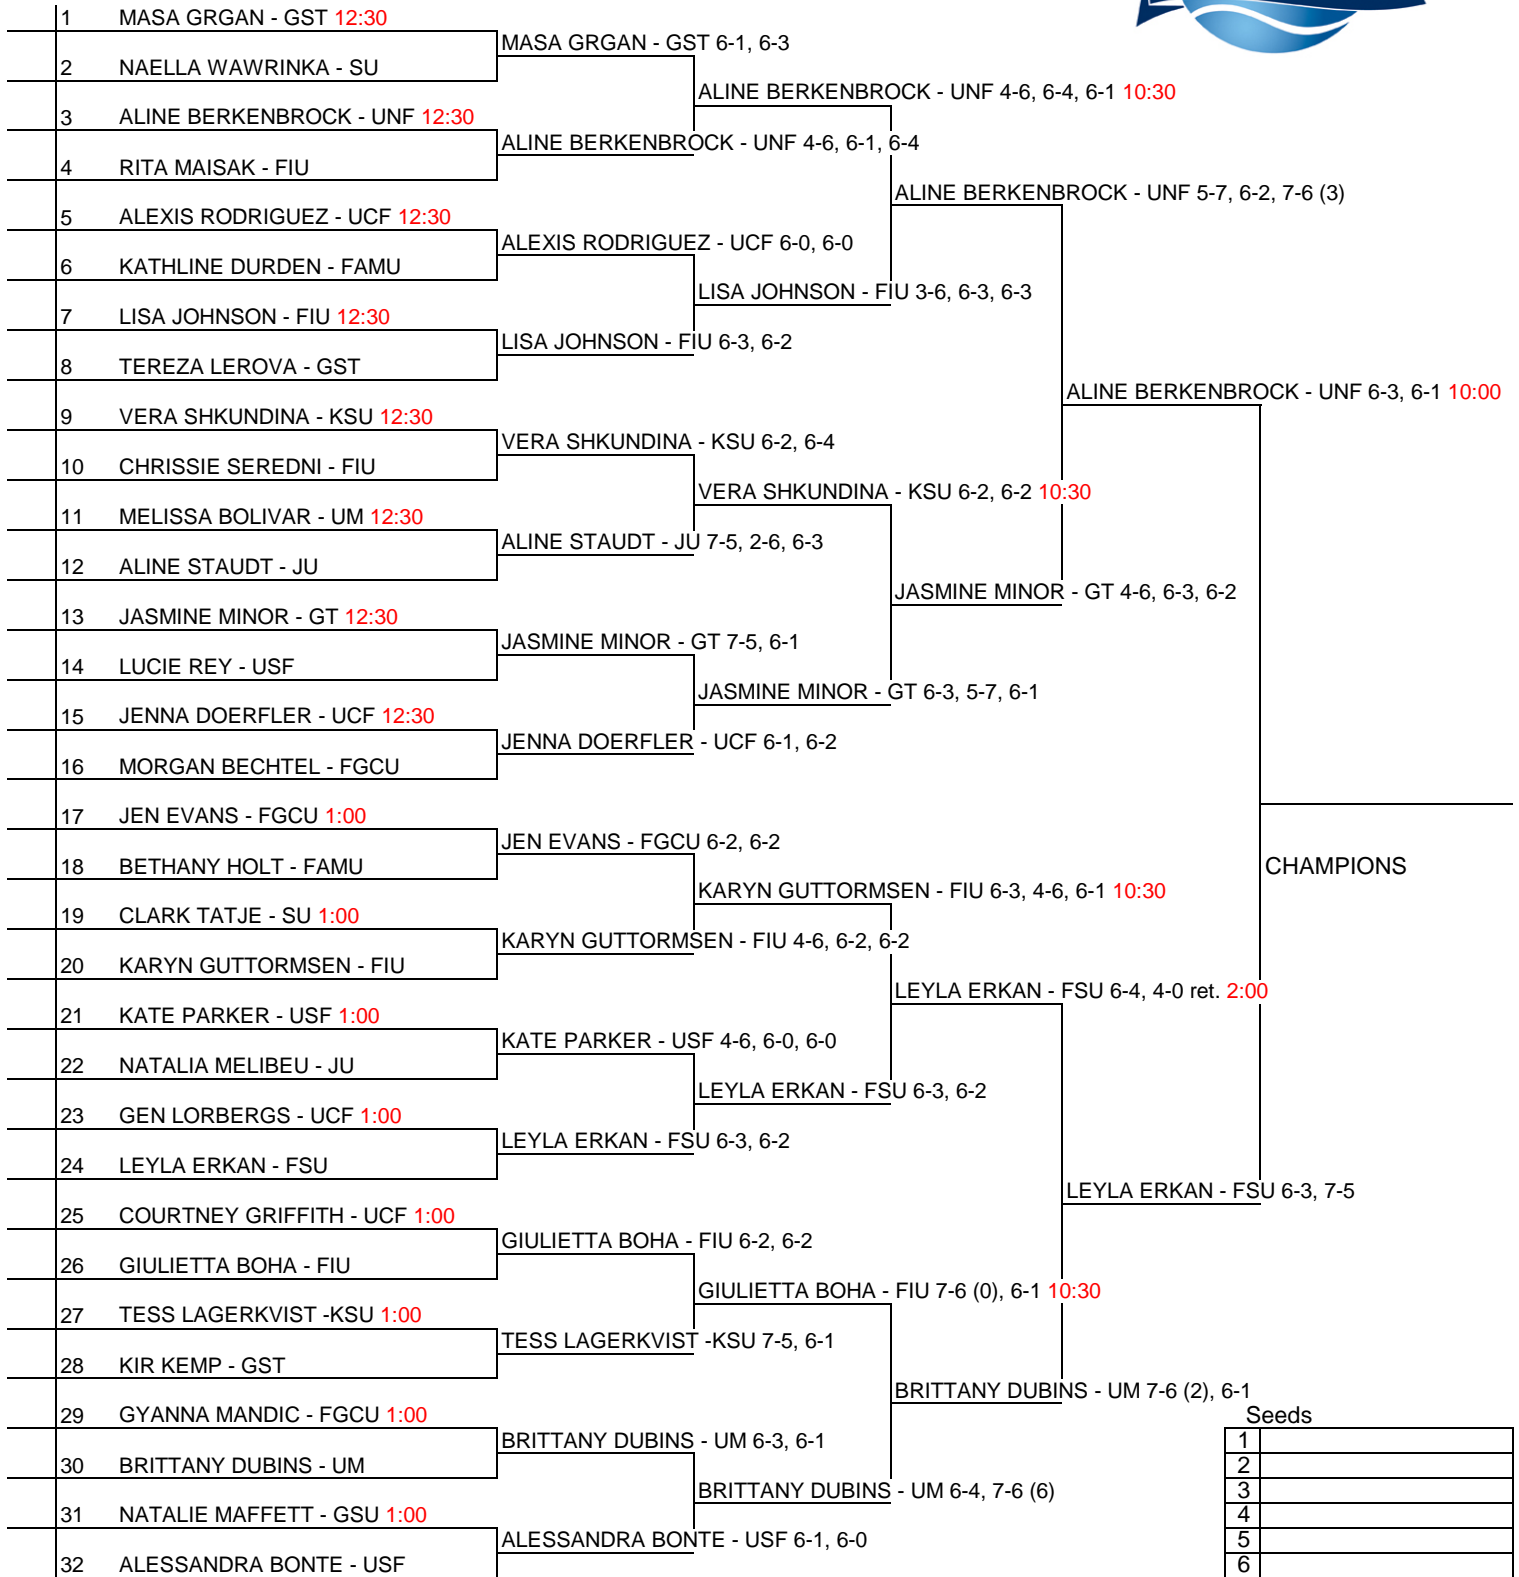 1 MASA GRGAN - GST 12:30
MASA GRGAN - GST 6-1, 6-3
2 NAELLA WAWRINKA - SU
ALINE BERKENBROCK - UNF 4-6, 6-4, 6-1 10:30
3 ALINE BERKENBROCK - UNF 12:30
ALINE BERKENBROCK - UNF 4-6, 6-1, 6-4
4 RITA MAISAK - FIU
ALINE BERKENBROCK - UNF 5-7, 6-2, 7-6 (3)
5 ALEXIS RODRIGUEZ - UCF 12:30
ALEXIS RODRIGUEZ - UCF 6-0, 6-0
6 KATHLINE DURDEN - FAMU
LISA JOHNSON - FIU 3-6, 6-3, 6-3
7 LISA JOHNSON - FIU 12:30
LISA JOHNSON - FIU 6-3, 6-2
8 TEREZA LEROVA - GST
ALINE BERKENBROCK - UNF 6-3, 6-1 10:00
9 VERA SHKUNDINA - KSU 12:30
VERA SHKUNDINA - KSU 6-2, 6-4
10 CHRISSIE SEREDNI - FIU
VERA SHKUNDINA - KSU 6-2, 6-2 10:30
11 MELISSA BOLIVAR - UM 12:30
ALINE STAUDT - JU 7-5, 2-6, 6-3
12 ALINE STAUDT - JU
JASMINE MINOR - GT 4-6, 6-3, 6-2
13 JASMINE MINOR - GT 12:30
JASMINE MINOR - GT 7-5, 6-1
14 LUCIE REY - USF
JASMINE MINOR - GT 6-3, 5-7, 6-1
15 JENNA DOERFLER - UCF 12:30
JENNA DOERFLER - UCF 6-1, 6-2
16 MORGAN BECHTEL - FGCU
17 JEN EVANS - FGCU 1:00
JEN EVANS - FGCU 6-2, 6-2
18 BETHANY HOLT - FAMU
CHAMPIONS
KARYN GUTTORMSEN - FIU 6-3, 4-6, 6-1 10:30
19 CLARK TATJE - SU 1:00
KARYN GUTTORMSEN - FIU 4-6, 6-2, 6-2
20 KARYN GUTTORMSEN - FIU
LEYLA ERKAN - FSU 6-4, 4-0 ret. 2:00
21 KATE PARKER - USF 1:00
KATE PARKER - USF 4-6, 6-0, 6-0
22 NATALIA MELIBEU - JU
LEYLA ERKAN - FSU 6-3, 6-2
23 GEN LORBERGS - UCF 1:00
LEYLA ERKAN - FSU 6-3, 6-2
24 LEYLA ERKAN - FSU
LEYLA ERKAN - FSU 6-3, 7-5
25 COURTNEY GRIFFITH - UCF 1:00
GIULIETTA BOHA - FIU 6-2, 6-2
26 GIULIETTA BOHA - FIU
GIULIETTA BOHA - FIU 7-6 (0), 6-1 10:30
27 TESS LAGERKVIST -KSU 1:00
TESS LAGERKVIST -KSU 7-5, 6-1
28 KIR KEMP - GST
BRITTANY DUBINS - UM 7-6 (2), 6-1
29 GYANNA MANDIC - FGCU 1:00
Seeds
BRITTANY DUBINS - UM 6-3, 6-1
1
30 BRITTANY DUBINS - UM
2
BRITTANY DUBINS - UM 6-4, 7-6 (6)
3
31 NATALIE MAFFETT - GSU 1:00
4
ALESSANDRA BONTE - USF 6-1, 6-0
5
32 ALESSANDRA BONTE - USF
6